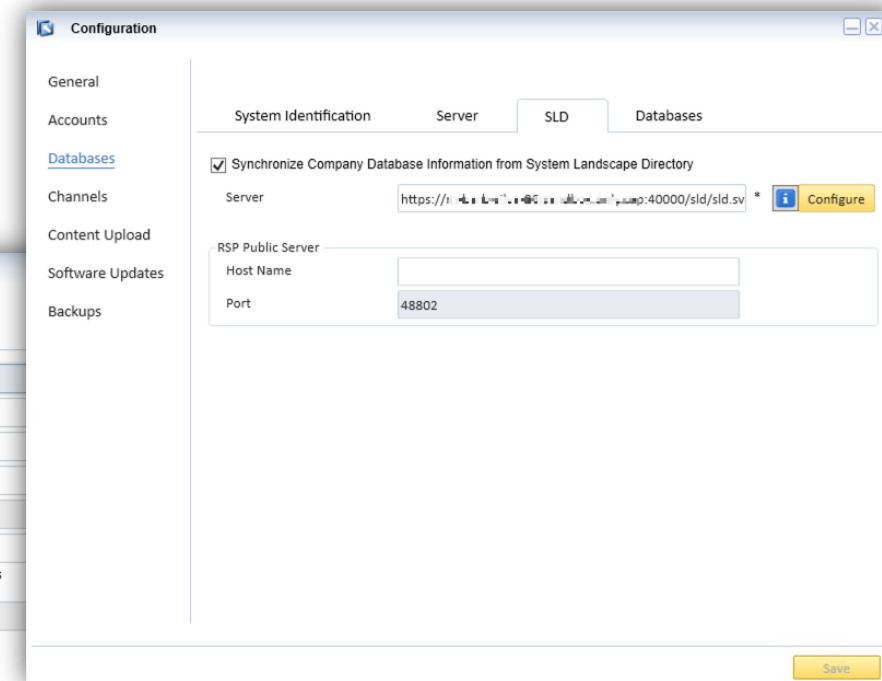 Configuration
General
Accounts
Databases
Channels
Content Upload
Software Updates
Backups
System Identification
Server
SLD
Databases
Synchronize Company Database Information from System Landscape Directory
Server
https:// :40000/sld/sld.sv
*
i
Configure
RSP Public Server
Host Name
Port
48802
Save